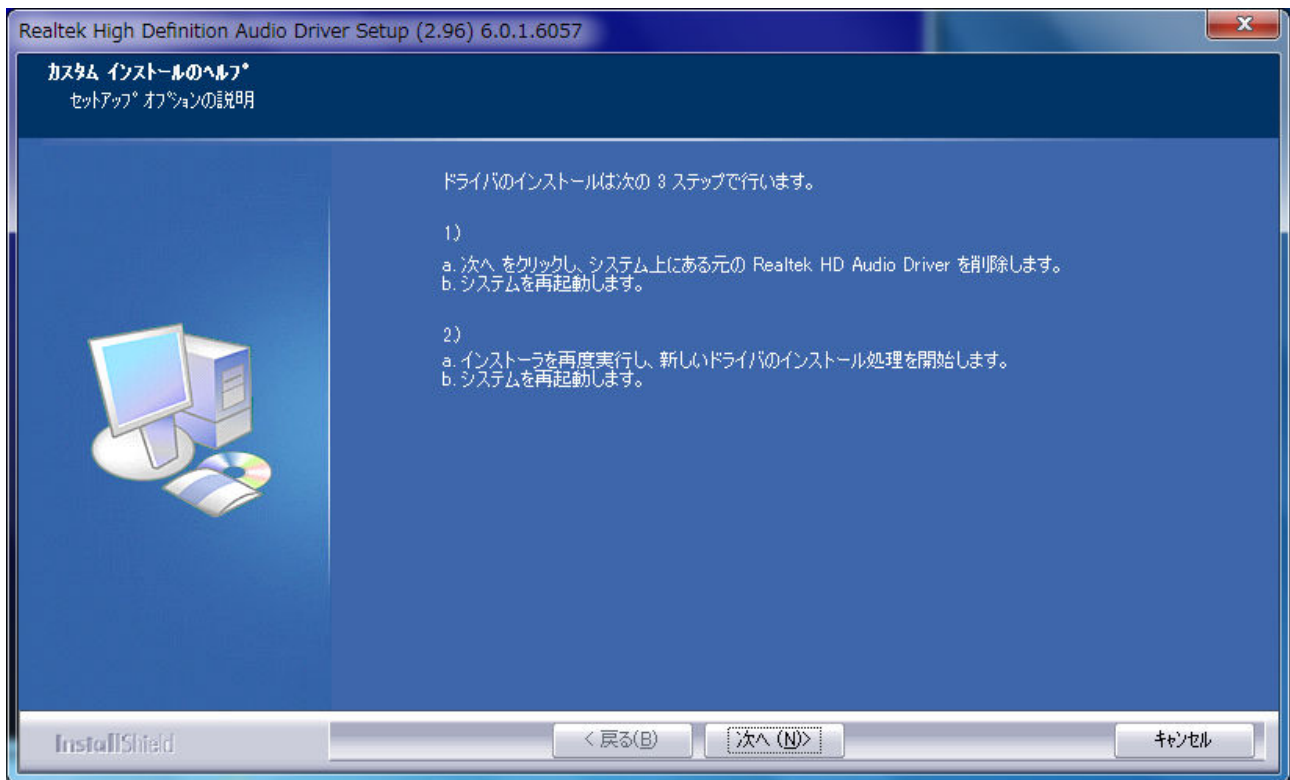 Realtek High Definition Audio Driver Setup (2.96) 6.0.1.6057
カスタム インストールのヘルプ
セットアップ オプションの説明
ドライバのインストールは次の 3 ステップで行います。
1)
a. 次へ をクリックし、システム上にある元の Realtek HD Audio Driver を削除します。
b. システムを再起動します。
2)
a. インストーラを再度実行し、新しいドライバのインストール処理を開始します。
b. システムを再起動します。
InstallShield
< 戻る(B)
次へ (N)>
キャンセル